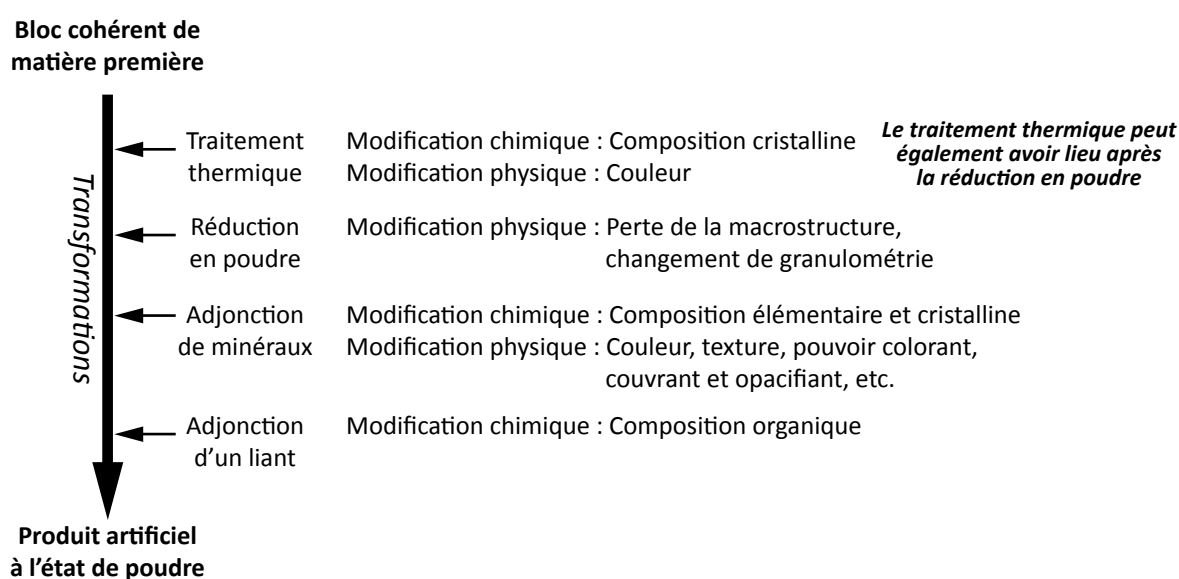 Bloc cohérent de
matière première
Transformations
Traitement
thermique
Modification chimique : Composition cristalline
Modification physique : Couleur
Le traitement thermique peut
également avoir lieu après
la réduction en poudre
Réduction
en poudre
Modification physique : Perte de la macrostructure,
changement de granulométrie
Adjonction
de minéraux
Modification chimique : Composition élémentaire et cristalline
Modification physique : Couleur, texture, pouvoir colorant,
couvrant et opacifiant, etc.
Adjonction
d’un liant
Modification chimique : Composition organique
Produit artificiel
à l’état de poudre